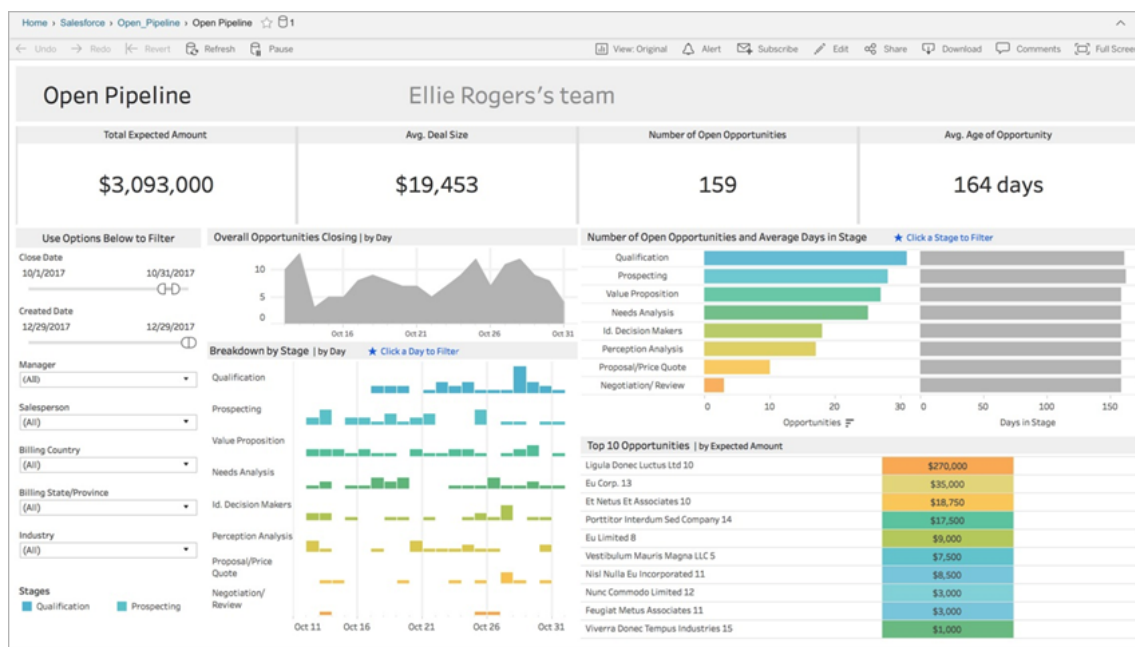 Home › Salesforce › Open_Pipeline › Open Pipeline 1
Undo Redo Revert Refresh Pause View: Original Alert Subscribe Edit Share Download Comments Full Screen
Open Pipeline Ellie Rogers's team
Total Expected Amount Avg. Deal Size Number of Open Opportunities Avg. Age of Opportunity
$3,093,000 $19,453 159 164 days
Use Options Below to Filter
Close Date
10/1/2017 10/31/2017
Created Date
12/29/2017 12/29/2017
Manager
(All)
Salesperson
(All)
Billing Country
(All)
Billing State/Province
(All)
Industry
(All)
Stages
Qualification Prospecting
Overall Opportunities Closing | by Day
10
5
0
Oct 16 Oct 21 Oct 26 Oct 31
Breakdown by Stage | by Day ★ Click a Day to Filter
Qualification
Prospecting
Value Proposition
Needs Analysis
Id. Decision Makers
Perception Analysis
Proposal/Price
Quote
Negotiation/
Review
Oct 11 Oct 16 Oct 21 Oct 26 Oct 31
Number of Open Opportunities and Average Days in Stage ★ Click a Stage to Filter
Qualification
Prospecting
Value Proposition
Needs Analysis
Id. Decision Makers
Perception Analysis
Proposal/Price Quote
Negotiation/ Review
0 10 20 30 0 50 100 150
Opportunities Days in Stage
Top 10 Opportunities | by Expected Amount
Ligula Donec Luctus Ltd 10 $270,000
Eu Corp. 13 $35,000
Et Netus Et Associates 10 $18,750
Porttitor Interdum Sed Company 14 $17,500
Eu Limited 8 $9,000
Vestibulum Mauris Magna LLC 5 $7,500
Nisl Nulla Eu Incorporated 11 $8,500
Nunc Commodo Limited 12 $3,000
Feugiat Metus Associates 11 $3,000
Viverra Donec Tempus Industries 15 $1,000